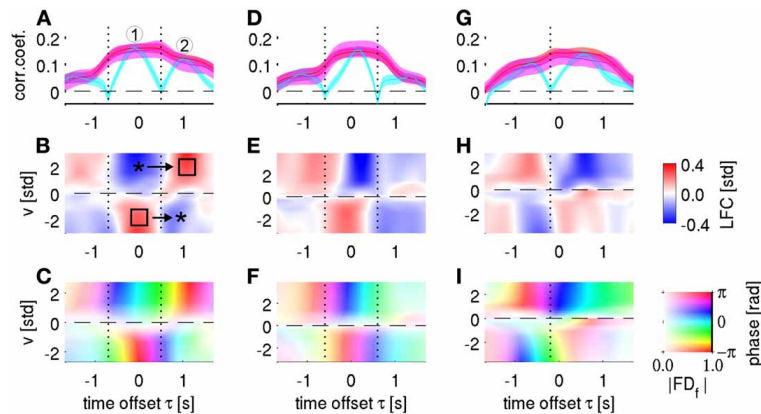 A
D
G
corr.coef.
0.2
0.1
0
1
2
0.2
0.1
0
0.2
0.1
0
-1 0 1
-1 0 1
-1 0 1
B
E
H
v [std]
2
0
-2
*
*
2
0
-2
2
0
-2
0.4
-0.4
LFC [std]
-1 0 1
-1 0 1
-1 0 1
C
F
I
v [std]
2
0
-2
2
0
-2
2
0
-2
π
0
-π
phase [rad]
0.0 1.0
|FD_f|
-1 0 1
-1 0 1
-1 0 1
time offset τ [s]
time offset τ [s]
time offset τ [s]